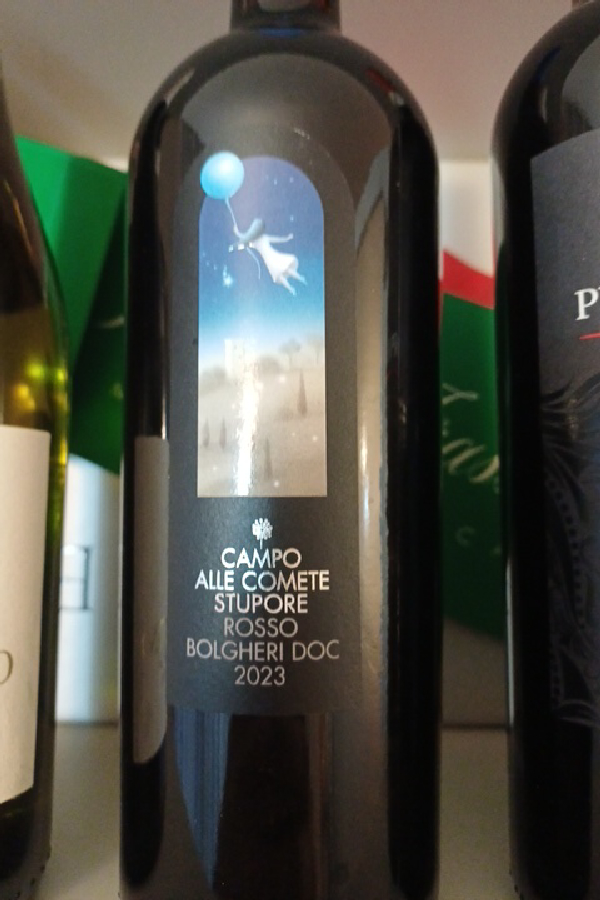 CAMPO
ALLE COMETE
STUPORE
ROSSO
BOLGHERI DOC
2023
P